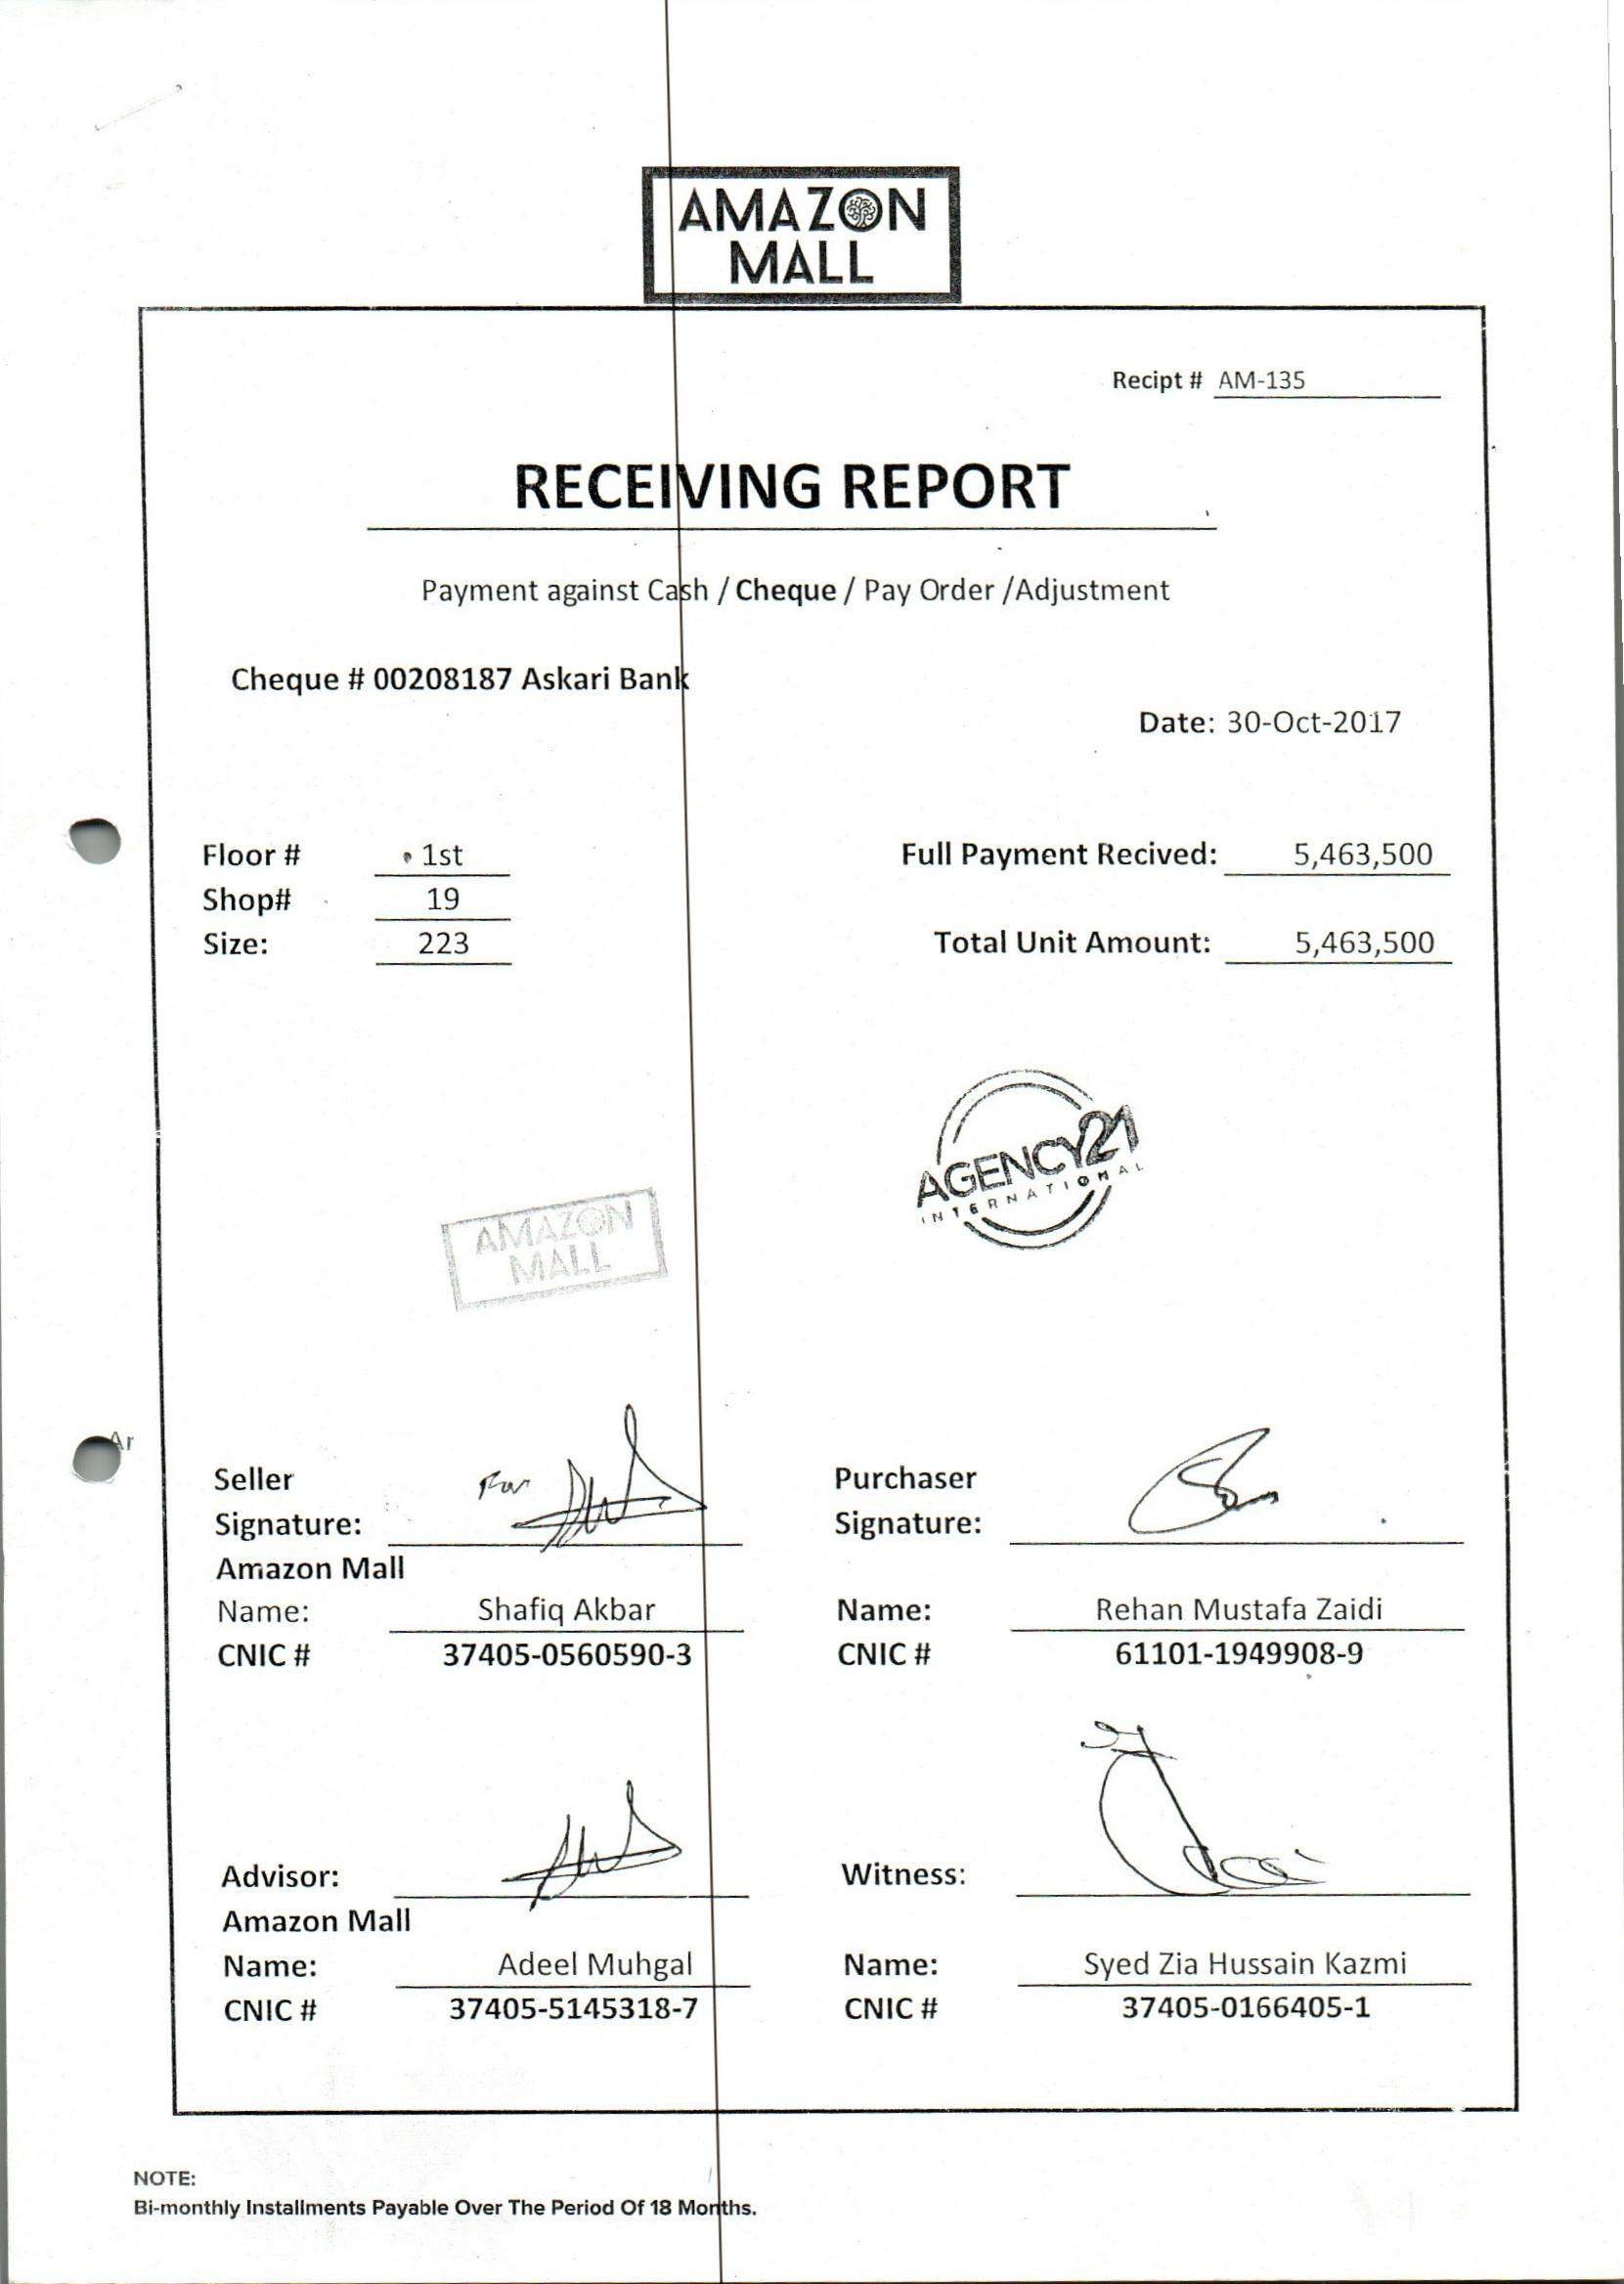 AMAZON
MALL
Recipt # AM-135
RECEIVING REPORT
Payment against Cash / Cheque / Pay Order /Adjustment
Cheque # 00208187 Askari Bank
Date: 30-Oct-2017
Floor # 1st Full Payment Recived: 5,463,500
Shop# 19
Size: 223 Total Unit Amount: 5,463,500
AGENCY21
INTERNATIONAL
AMAZON
MALL
Ar
Seller For Purchaser
Signature: Signature:
Amazon Mall
Name: Shafiq Akbar Name: Rehan Mustafa Zaidi
CNIC # 37405-0560590-3 CNIC # 61101-1949908-9
Advisor: Witness:
Amazon Mall
Name: Adeel Muhgal Name: Syed Zia Hussain Kazmi
CNIC # 37405-5145318-7 CNIC # 37405-0166405-1
NOTE:
Bi-monthly Installments Payable Over The Period Of 18 Months.